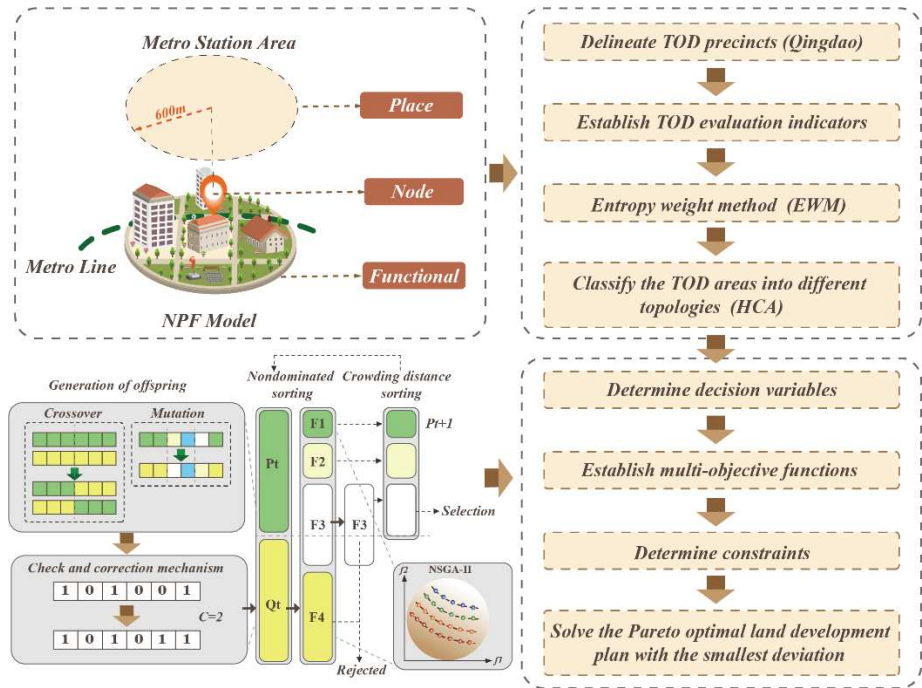 Metro Station Area
600m
Place
Node
Functional
Metro Line
NPF Model
Delineate TOD precincts (Qingdao)
Establish TOD evaluation indicators
Entropy weight method (EWM)
Classify the TOD areas into different
topologies (HCA)
Generation of offspring
Crossover
Mutation
Check and correction mechanism
1 0 1 0 0 1
C=2
1 0 1 0 1 1
Nondominated
sorting
Crowding distance
sorting
Pt
Qt
F1
F2
F3
F4
F3
Pt+1
Selection
Rejected
NSGA-II
f2
f1
Determine decision variables
Establish multi-objective functions
Determine constraints
Solve the Pareto optimal land development
plan with the smallest deviation